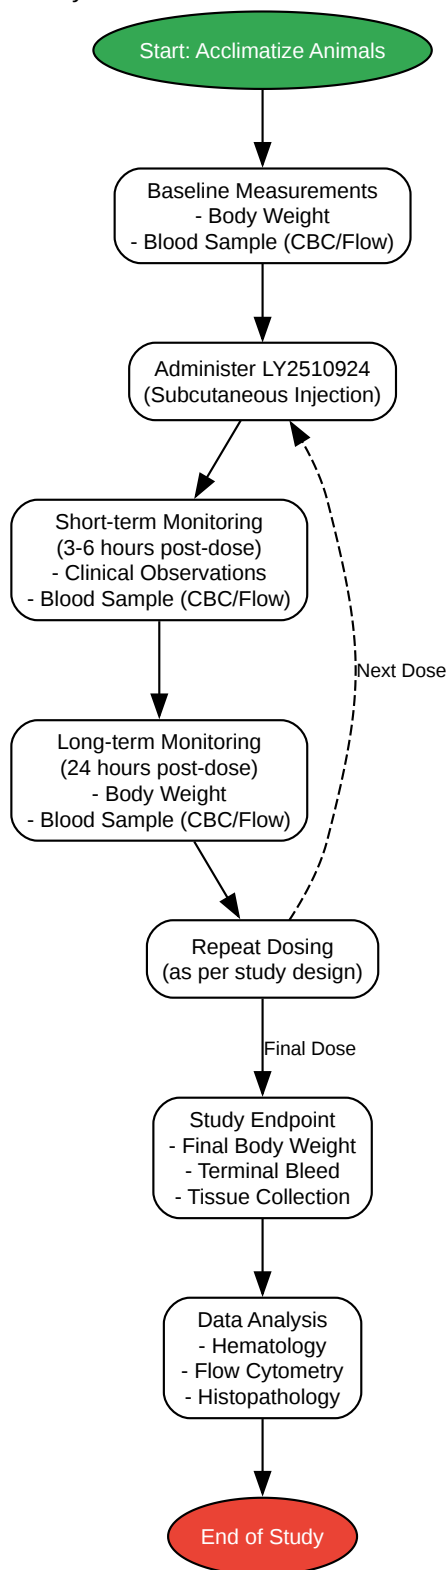 Start: Acclimatize Animals
Baseline Measurements
- Body Weight
- Blood Sample (CBC/Flow)
Administer LY2510924
(Subcutaneous Injection)
Short-term Monitoring
(3-6 hours post-dose)
- Clinical Observations
- Blood Sample (CBC/Flow)
Next Dose
Long-term Monitoring
(24 hours post-dose)
- Body Weight
- Blood Sample (CBC/Flow)
Repeat Dosing
(as per study design)
Final Dose
Study Endpoint
- Final Body Weight
- Terminal Bleed
- Tissue Collection
Data Analysis
- Hematology
- Flow Cytometry
- Histopathology
End of Study